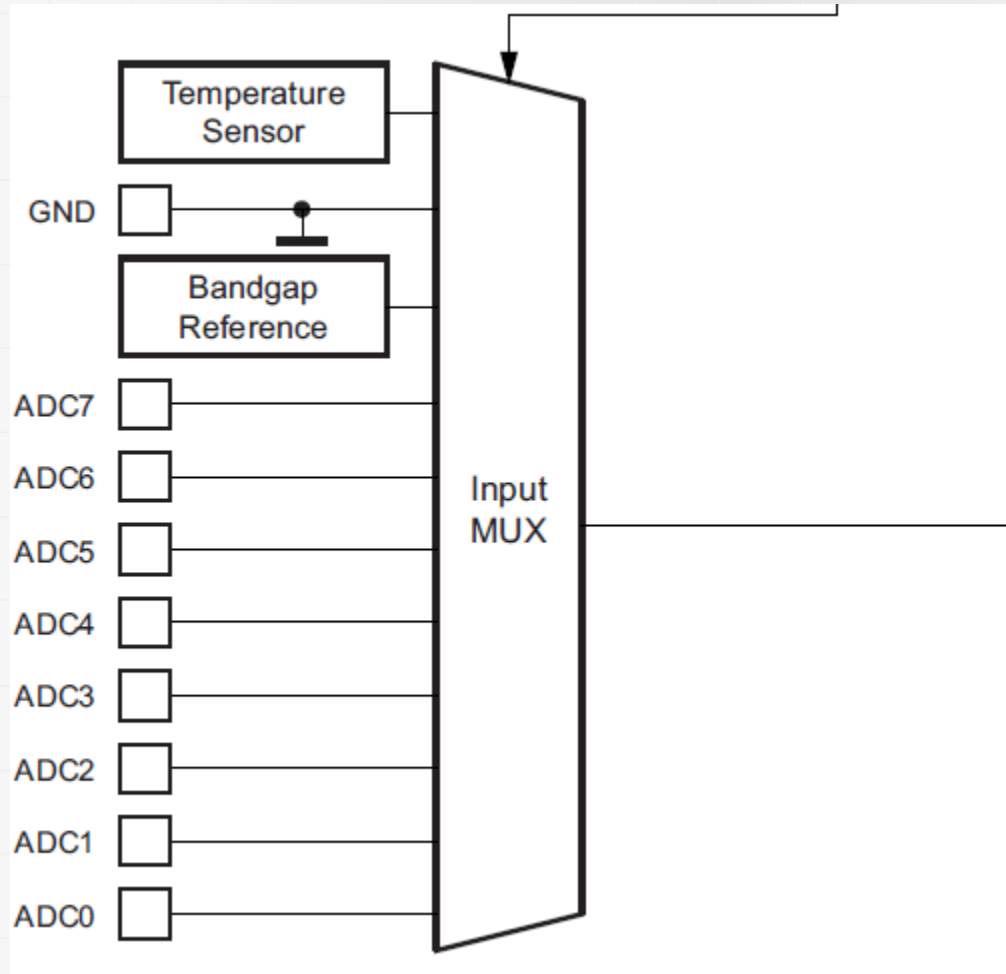 Temperature
Sensor
GND
Bandgap
Reference
ADC7
ADC6
ADC5
Input
MUX
ADC4
ADC3
ADC2
ADC1
ADC0